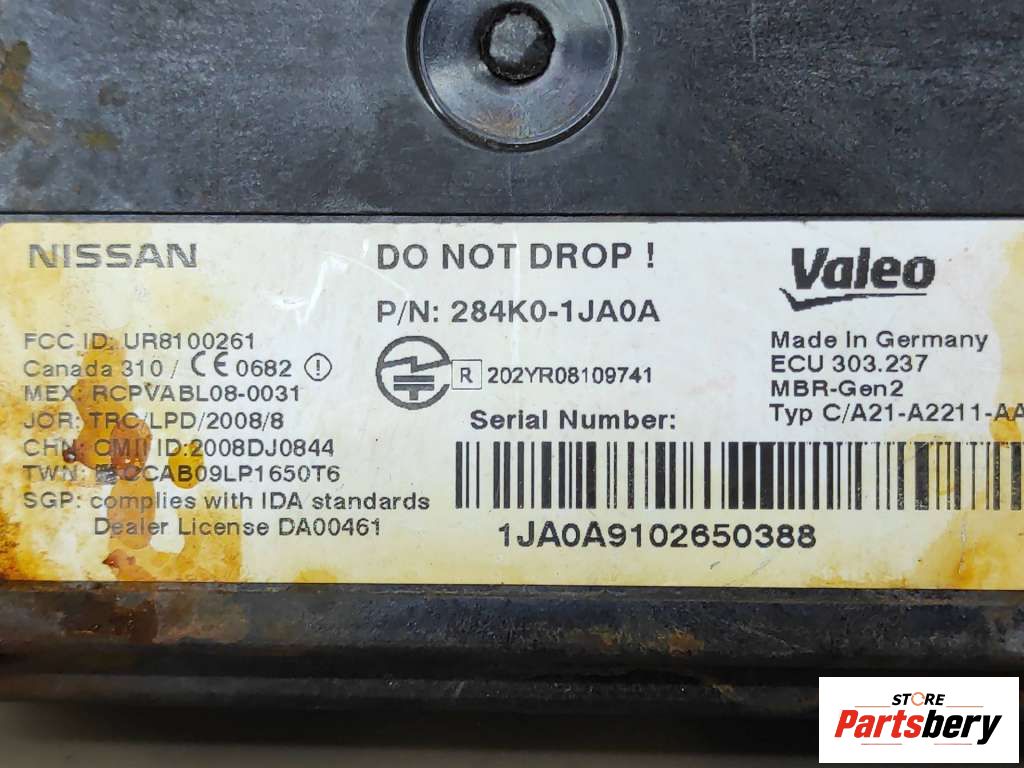 NISSAN
DO NOT DROP !
Valeo
P/N: 284K0-1JA0A
FCC ID: UR8100261
Canada 310 / CE 0682
MEX: RCPVABL08-0031
JOR: TRC/LPD/2008/8
CHN: CMII ID:2008DJ0844
TWN: CCAB09LP1650T6
SGP: complies with IDA standards
Dealer License DA00461
R 202YR08109741
Serial Number:
1JA0A9102650388
Made in Germany
ECU 303.237
MBR-Gen2
Typ C/A21-A2211-AA
STORE
Partsbery